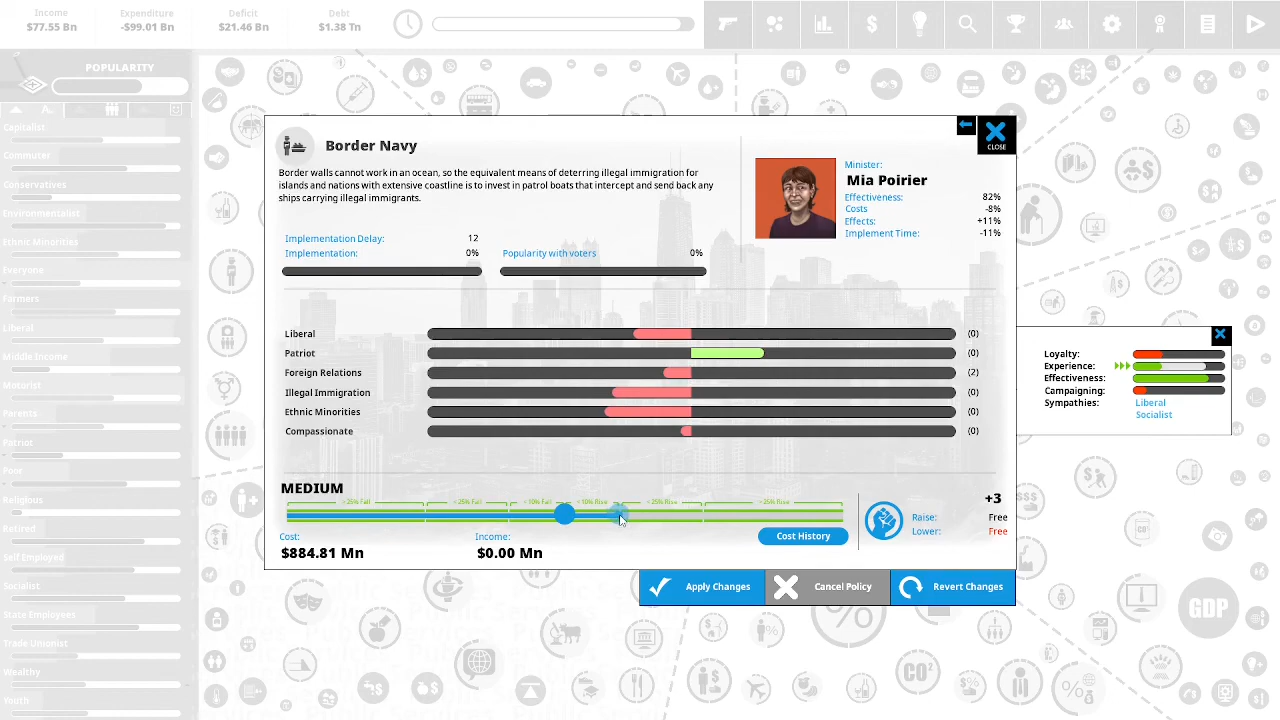 Income
$77.55 Bn
Expenditure
-$99.01 Bn
Deficit
$21.46 Bn
Debt
$1.38 Tn
POPULARITY
Capitalist
Commuter
Conservatives
Environmentalist
Ethnic Minorities
Everyone
Farmers
Liberal
Middle Income
Motorist
Parents
Patriot
Poor
Religious
Retired
Self Employed
Socialist
State Employees
Trade Unionist
Wealthy
Youth
Border Navy
CLOSE
Border walls cannot work in an ocean, so the equivalent means of deterring illegal immigration for
islands and nations with extensive coastline is to invest in patrol boats that intercept and send back any
ships carrying illegal immigrants.
Minister:
Mia Poirier
Effectiveness: 82%
Costs -8%
Effects: +11%
Implement Time: -11%
Implementation Delay: 12
Implementation: 0%
Popularity with voters 0%
Liberal (0)
Patriot (0)
Foreign Relations (2)
Illegal Immigration (0)
Ethnic Minorities (0)
Compassionate (0)
Loyalty:
Experience:
Effectiveness:
Campaigning:
Sympathies: Liberal
Socialist
MEDIUM
Cost:
$884.81 Mn
Income:
$0.00 Mn
Cost History
+3
Raise: Free
Lower: Free
Apply Changes
Cancel Policy
Revert Changes
GDP
CO²